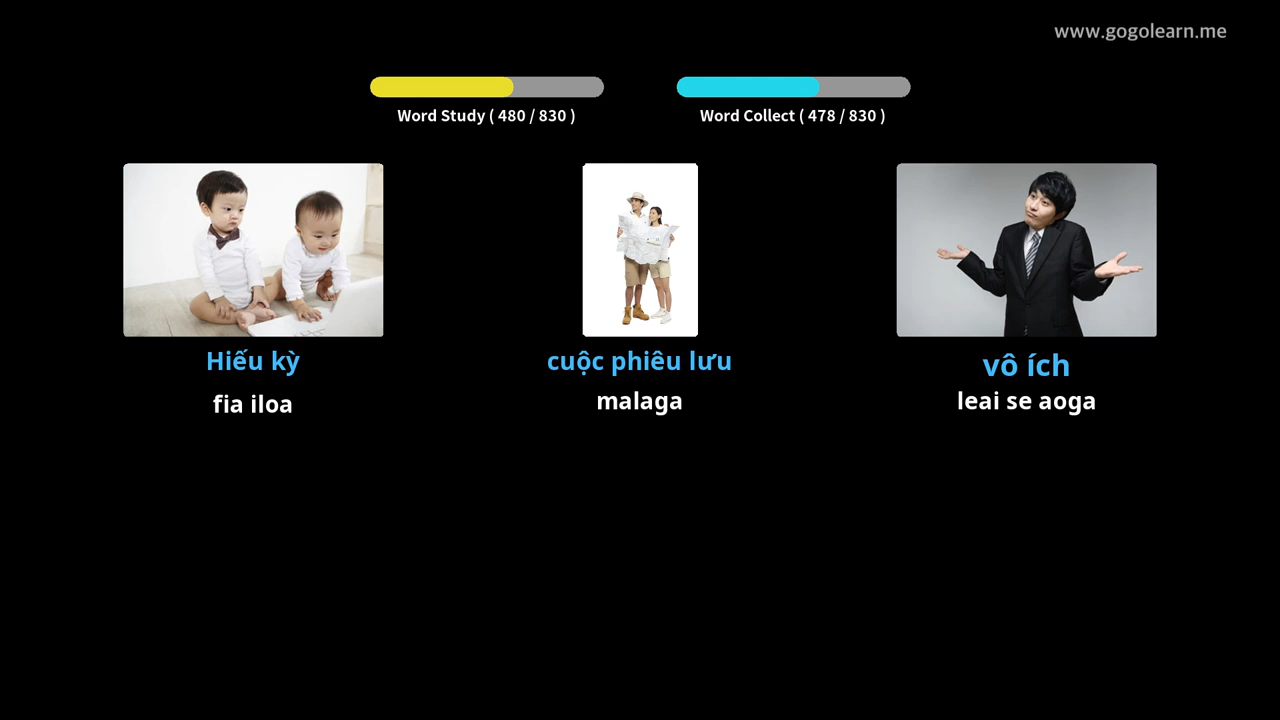 www.gogolearn.me
Word Study ( 480 / 830 )
Word Collect ( 478 / 830 )
Hiếu kỳ
cuộc phiêu lưu
vô ích
fia iloa
malaga
leai se aoga